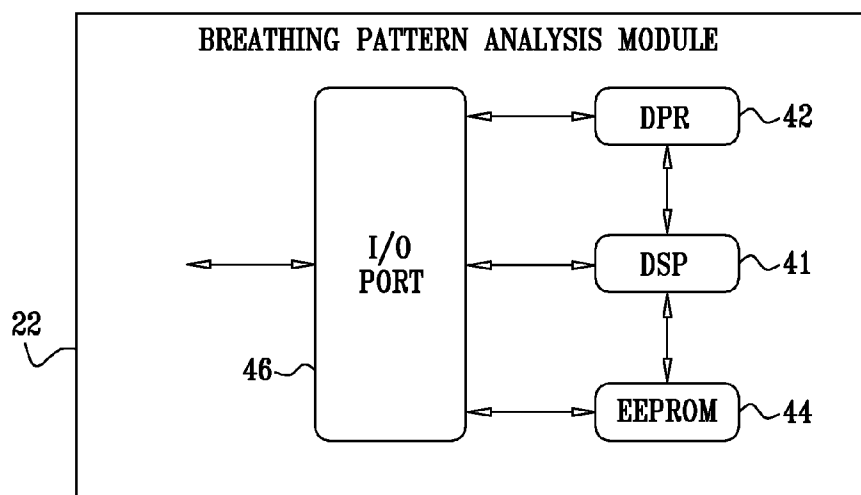 BREATHING PATTERN ANALYSIS MODULE
DPR
42
I/O
PORT
DSP
41
22
46
EEPROM
44